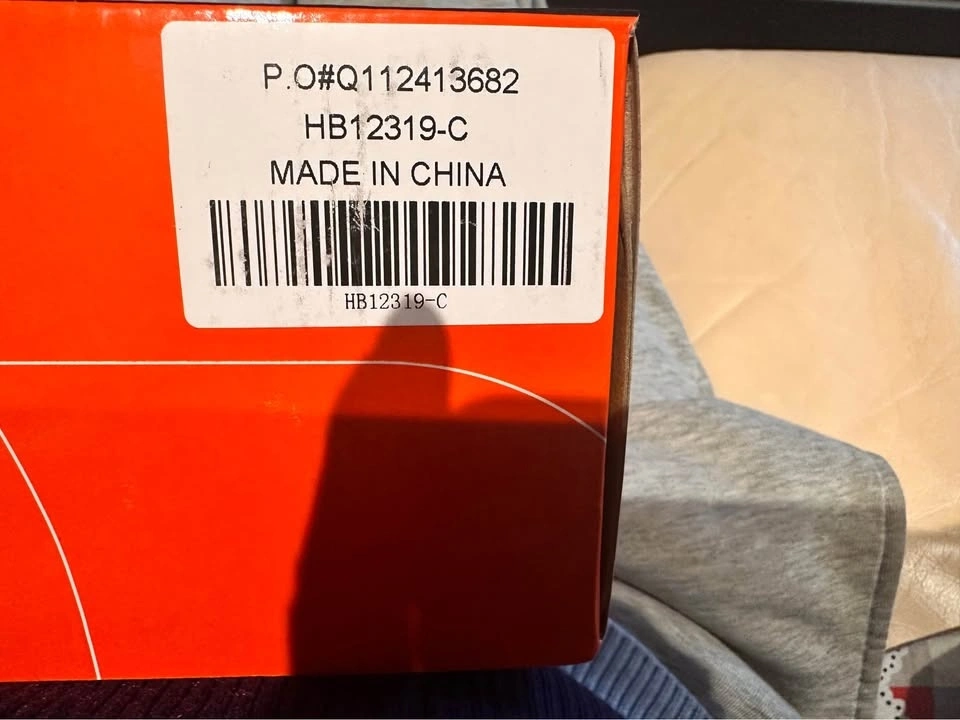 P.O#Q112413682
HB12319-C
MADE IN CHINA
HB12319-C